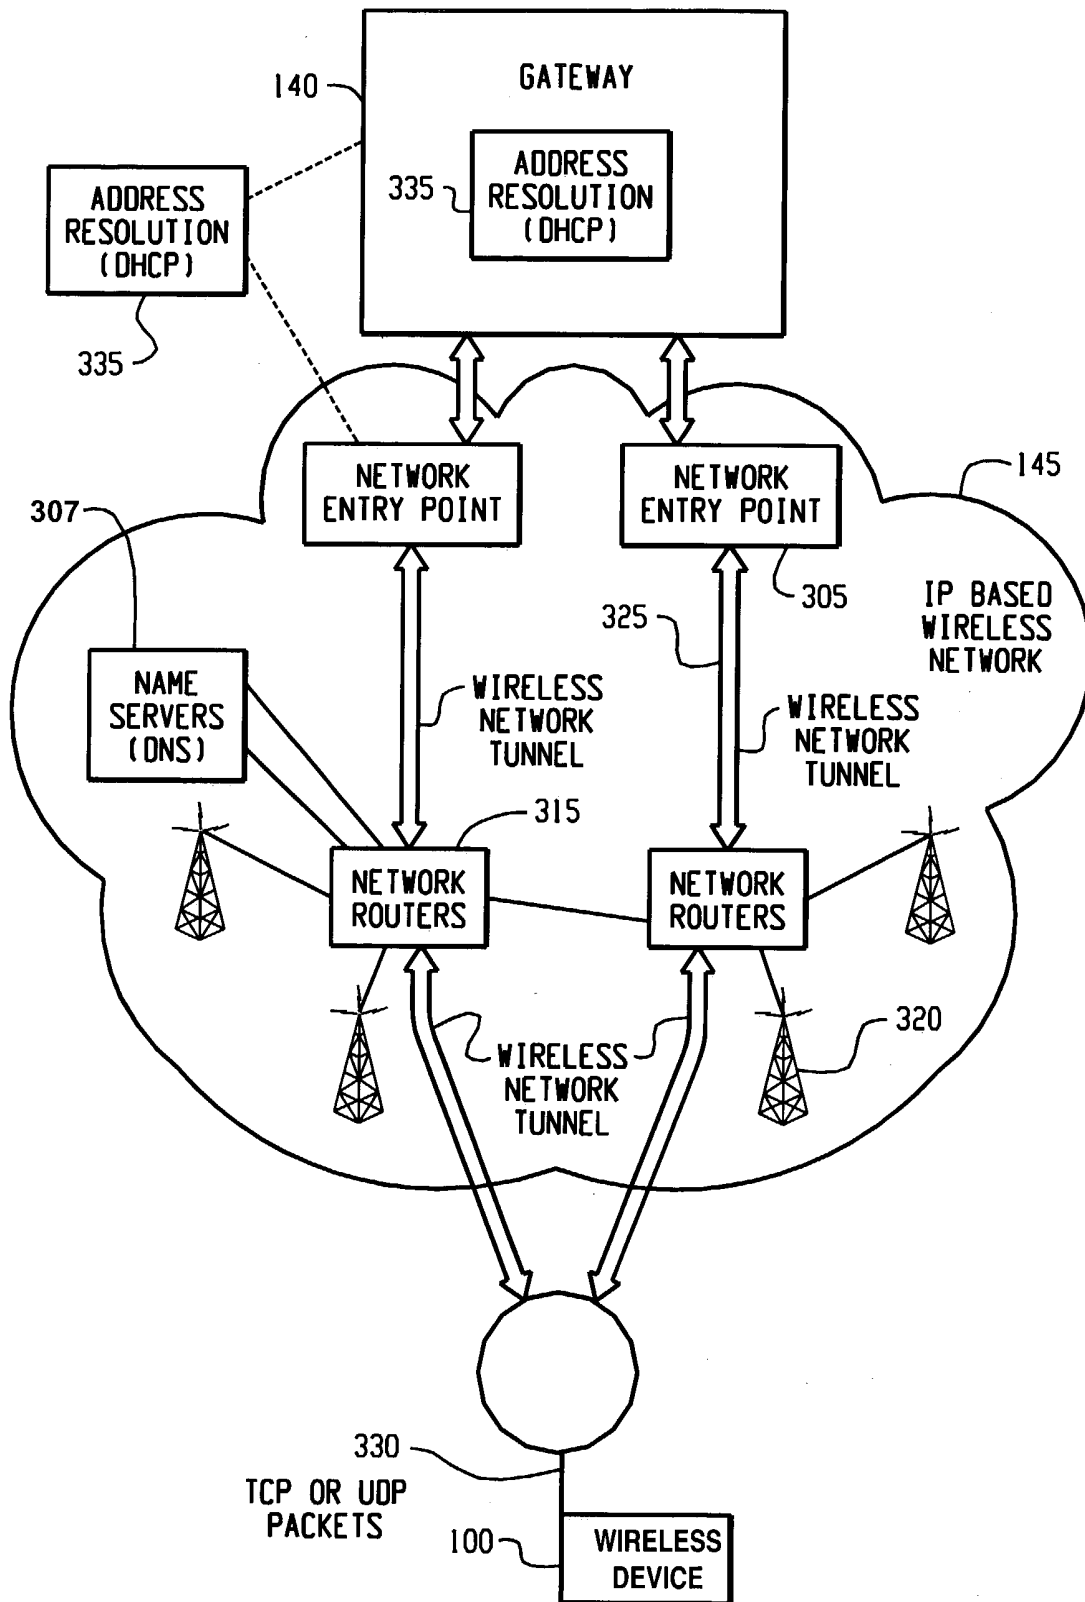 GATEWAY
140
ADDRESS
RESOLUTION
(DHCP)
335
ADDRESS
RESOLUTION
(DHCP)
335
NETWORK
ENTRY POINT
NETWORK
ENTRY POINT
145
307
305
325
IP BASED
WIRELESS
NETWORK
NAME
SERVERS
(DNS)
WIRELESS
NETWORK
TUNNEL
WIRELESS
NETWORK
TUNNEL
315
NETWORK
ROUTERS
NETWORK
ROUTERS
320
WIRELESS
NETWORK
TUNNEL
330
TCP OR UDP
PACKETS
100
WIRELESS
DEVICE